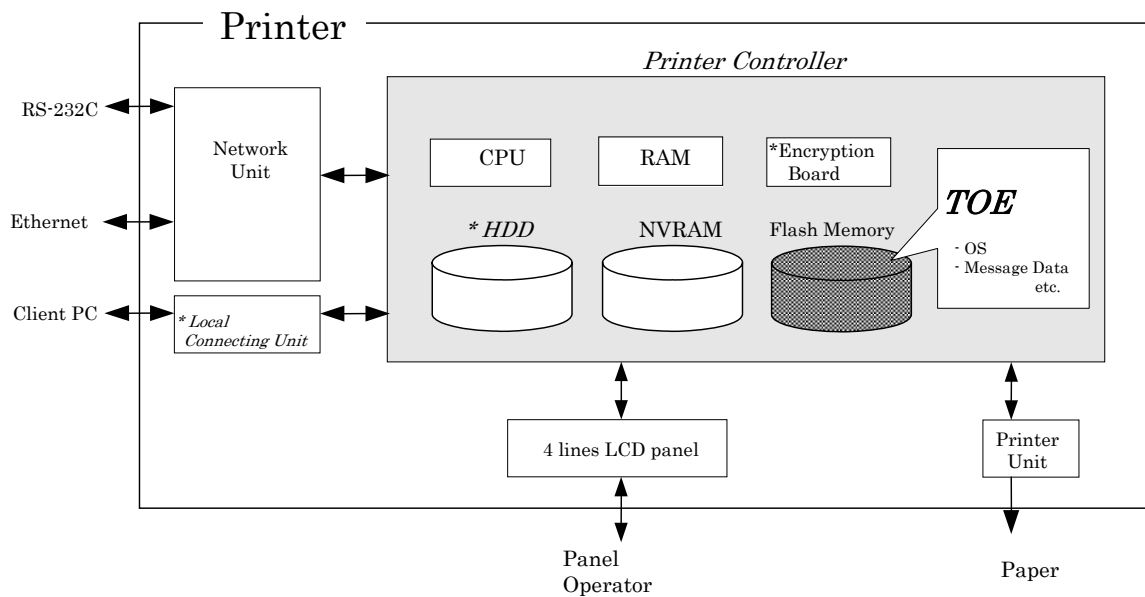 Printer
Printer Controller
RS-232C
Network
Unit
CPU
RAM
*Encryption
Board
TOE
- OS
- Message Data
etc.
Ethernet
* HDD
NVRAM
Flash Memory
Client PC
* Local
Connecting Unit
4 lines LCD panel
Printer
Unit
Panel
Operator
Paper